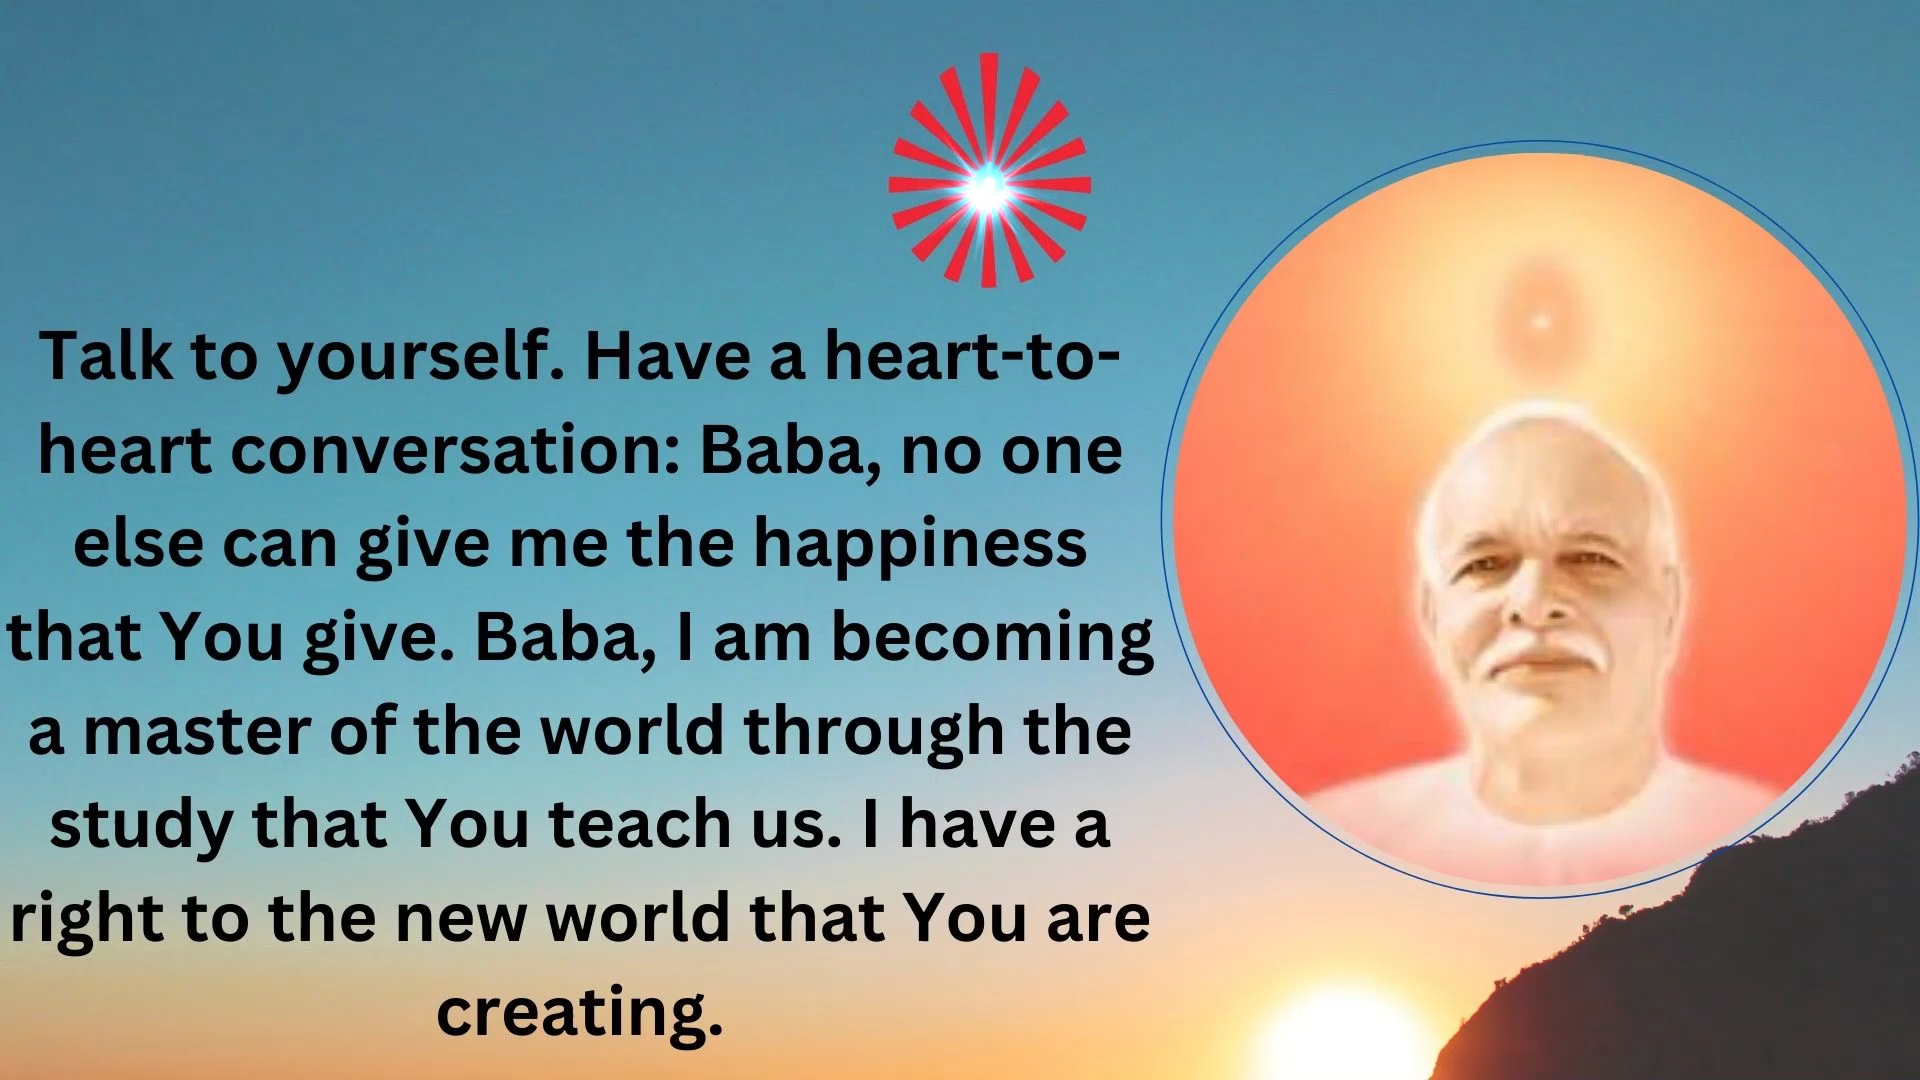 Talk to yourself. Have a heart-to-
heart conversation: Baba, no one
else can give me the happiness
that You give. Baba, I am becoming
a master of the world through the
study that You teach us. I have a
right to the new world that You are
creating.